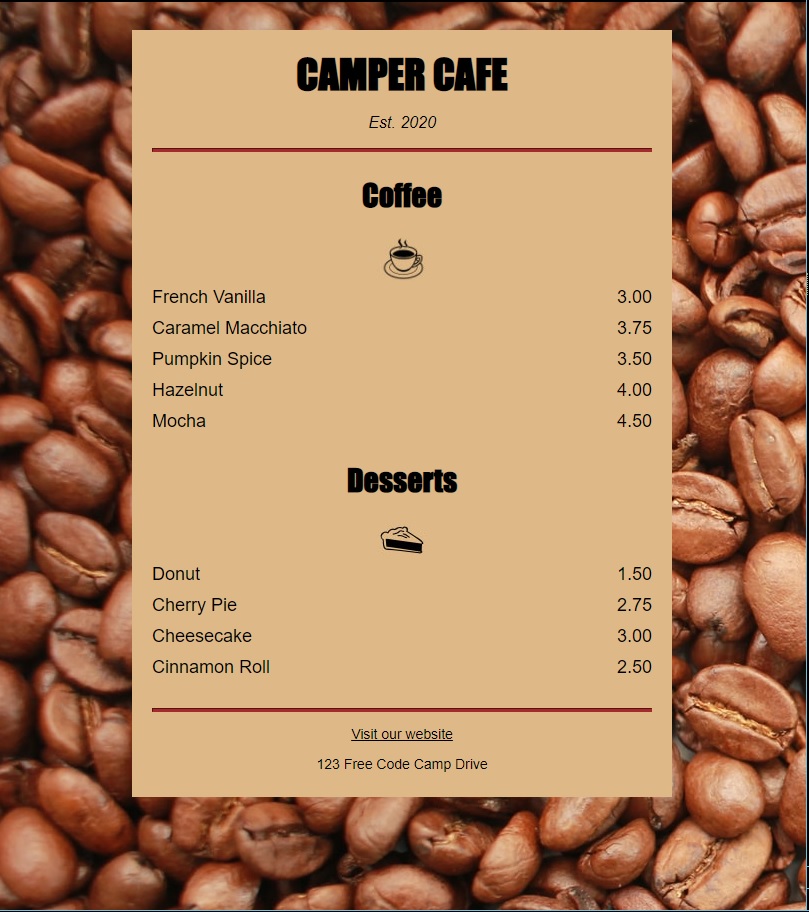 CAMPER CAFE
Est. 2020
Coffee
French Vanilla 3.00
Caramel Macchiato 3.75
Pumpkin Spice 3.50
Hazelnut 4.00
Mocha 4.50
Desserts
Donut 1.50
Cherry Pie 2.75
Cheesecake 3.00
Cinnamon Roll 2.50
Visit our website
123 Free Code Camp Drive